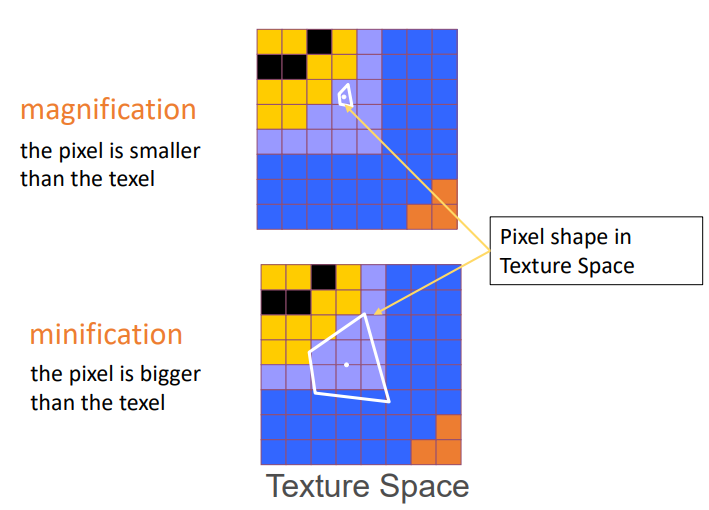 magnification
the pixel is smaller
than the texel
Pixel shape in
Texture Space
minification
the pixel is bigger
than the texel
Texture Space